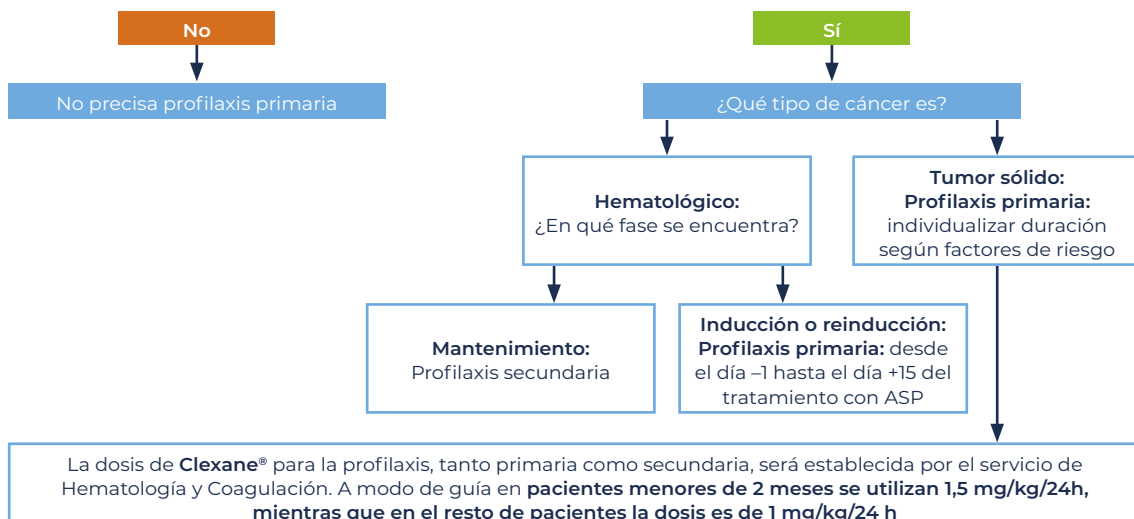 No
Sí
No precisa profilaxis primaria
¿Qué tipo de cáncer es?
Hematológico:
¿En qué fase se encuentra?
Tumor sólido:
Profilaxis primaria:
individualizar duración
según factores de riesgo
Mantenimiento:
Profilaxis secundaria
Inducción o reinducción:
Profilaxis primaria: desde
el día –1 hasta el día +15 del
tratamiento con ASP
La dosis de Clexane® para la profilaxis, tanto primaria como secundaria, será establecida por el servicio de
Hematología y Coagulación. A modo de guía en pacientes menores de 2 meses se utilizan 1,5 mg/kg/24h,
mientras que en el resto de pacientes la dosis es de 1 mg/kg/24 h